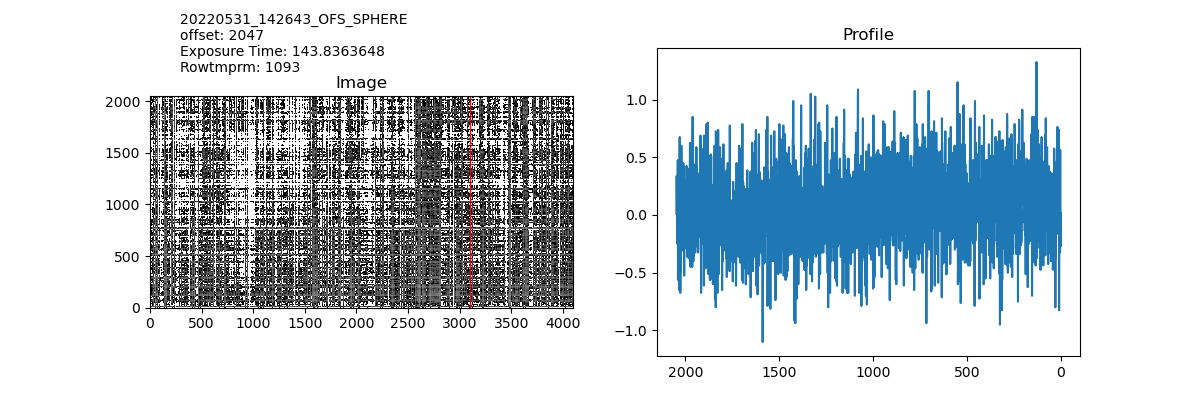 20220531_142643_OFS_SPHERE
offset: 2047
Exposure Time: 143.8363648
Rowtmprm: 1093
Image
2000
1500
1000
500
0
0 500 1000 1500 2000 2500 3000 3500 4000
Profile
1.0
0.5
0.0
−0.5
−1.0
2000 1500 1000 500 0